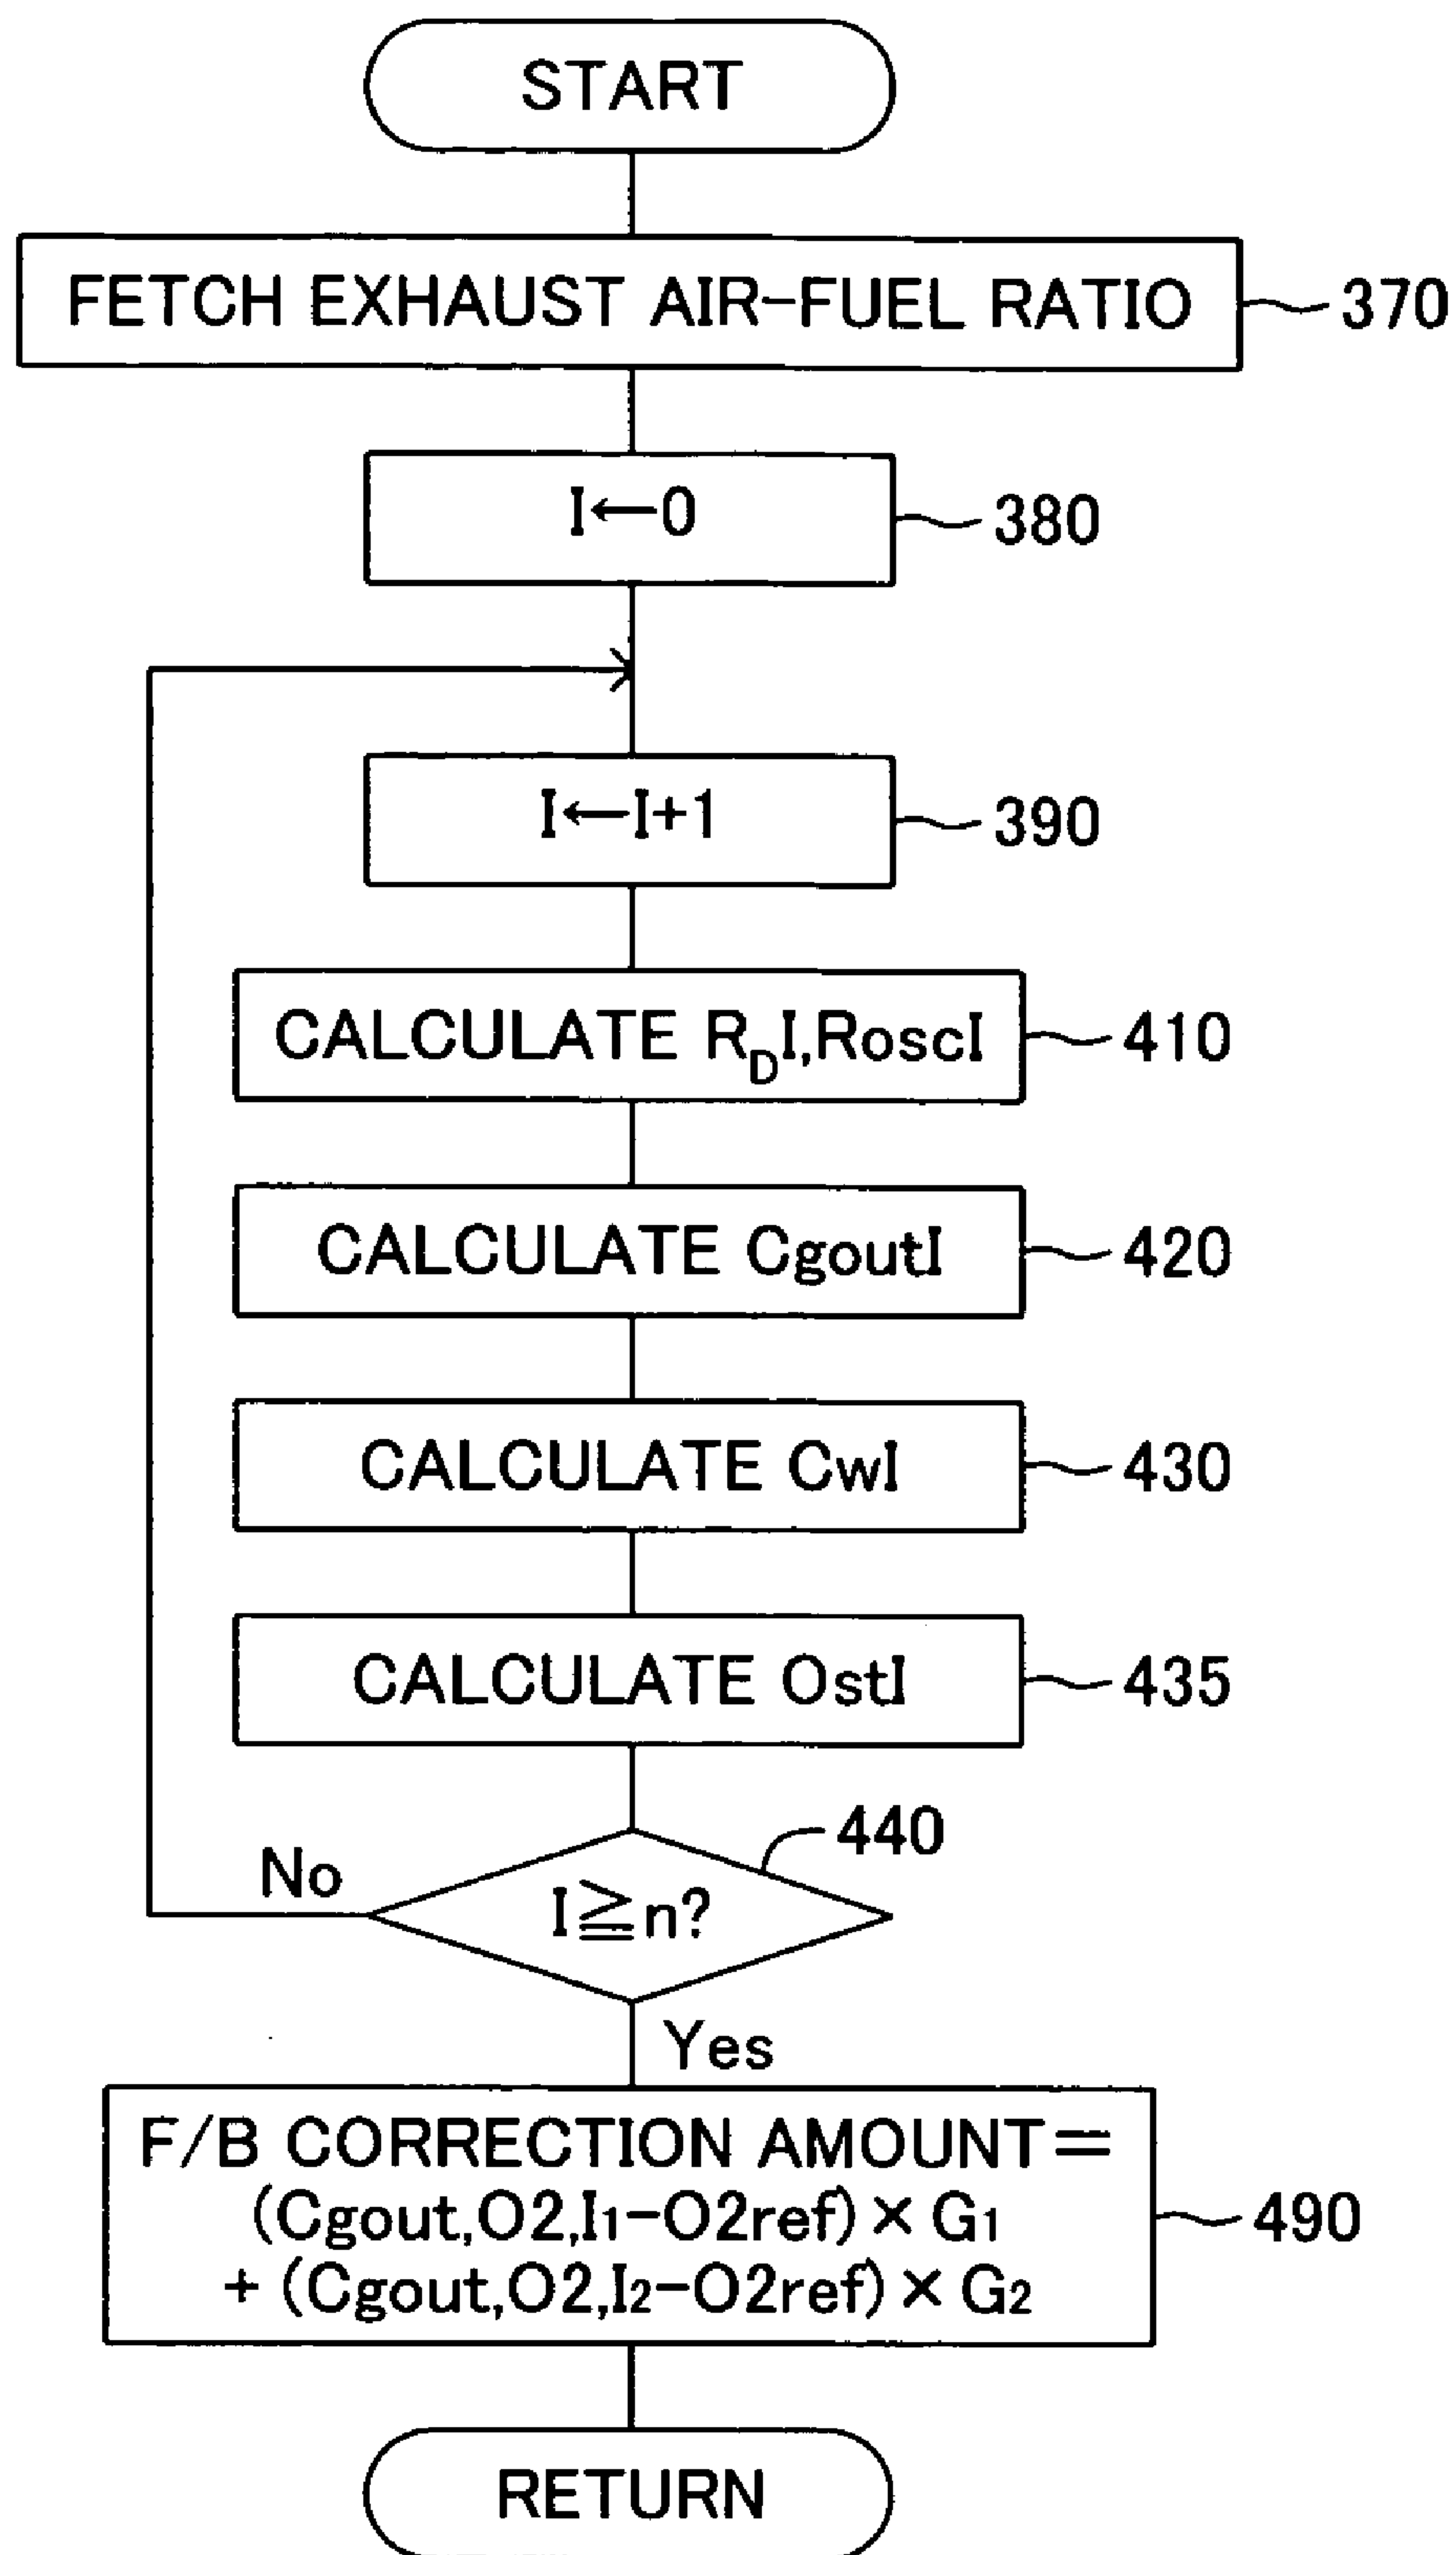 START
FETCH EXHAUST AIR-FUEL RATIO
370
I←0
380
I←I+1
390
CALCULATE RDI,RoscI
410
CALCULATE CgoutI
420
CALCULATE CwI
430
CALCULATE OstI
435
440
No
I≧n?
Yes
F/B CORRECTION AMOUNT=
(Cgout,O2,I1-O2ref)×G1
+(Cgout,O2,I2-O2ref)×G2
490
RETURN